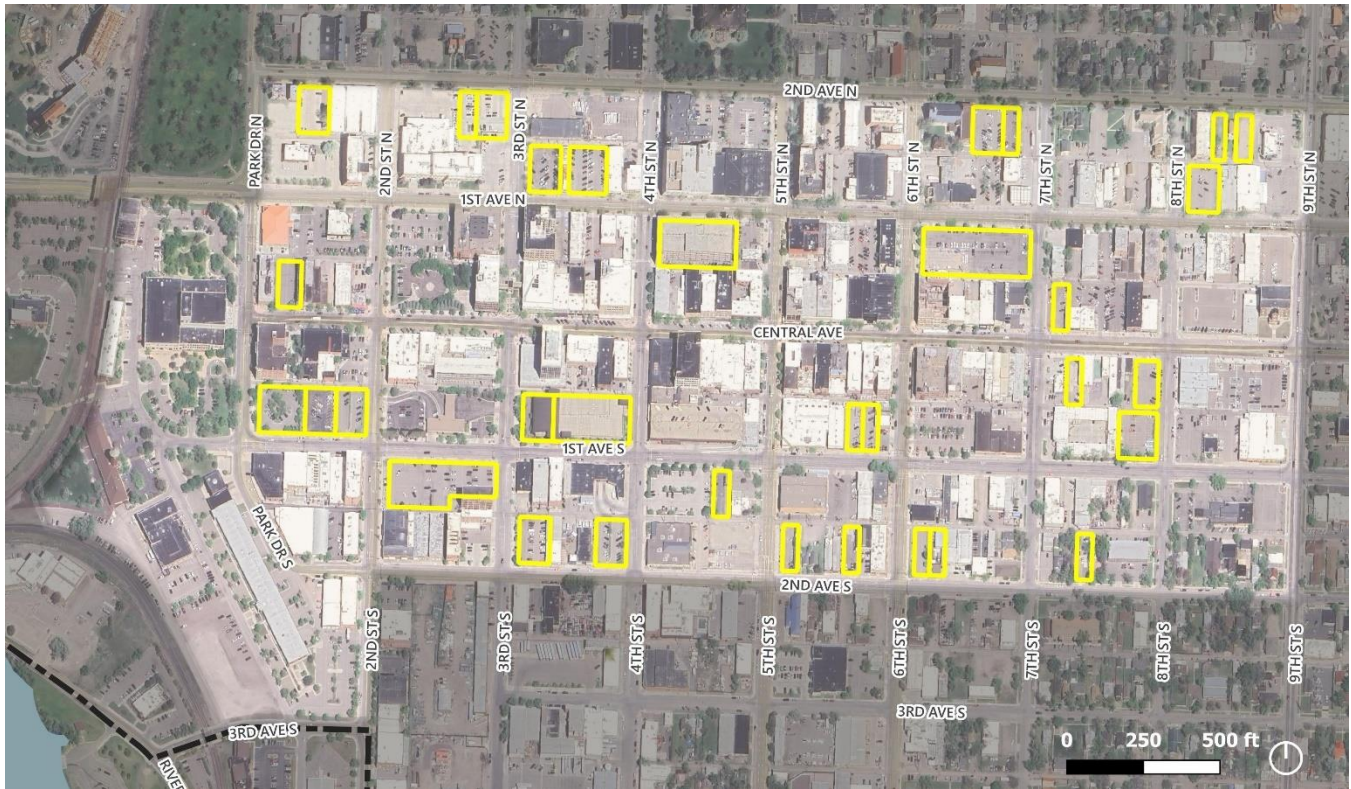 2ND AVE N
PARK DR N
2ND ST N
3RD ST N
4TH ST N
5TH ST N
6TH ST N
7TH ST N
8TH ST N
9TH ST N
1ST AVE N
CENTRAL AVE
1ST AVE S
PARK DR S
2ND AVE S
2ND ST S
3RD ST S
4TH ST S
5TH ST S
6TH ST S
7TH ST S
8TH ST S
9TH ST S
3RD AVE S
3RD AVE S
RIVE
0 250 500 ft